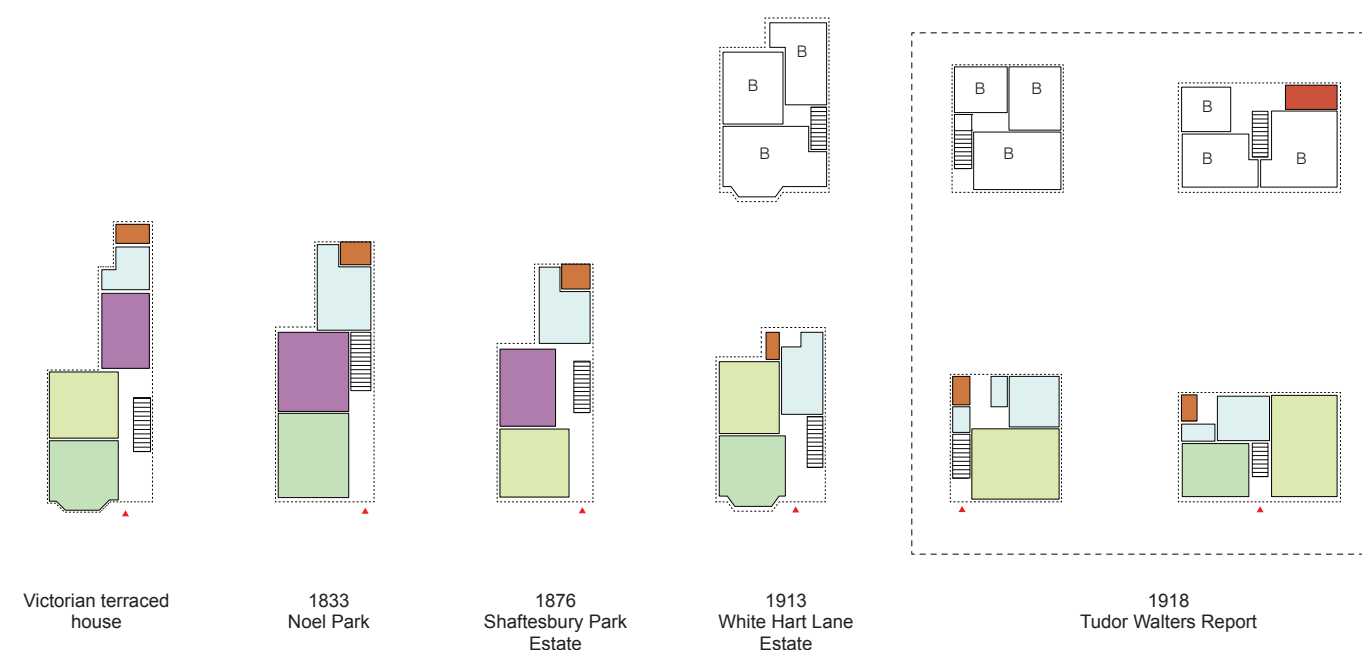 B
B
B
B
B
B
B
B
B
Victorian terraced
house
1833
Noel Park
1876
Shaftesbury Park
Estate
1913
White Hart Lane
Estate
1918
Tudor Walters Report